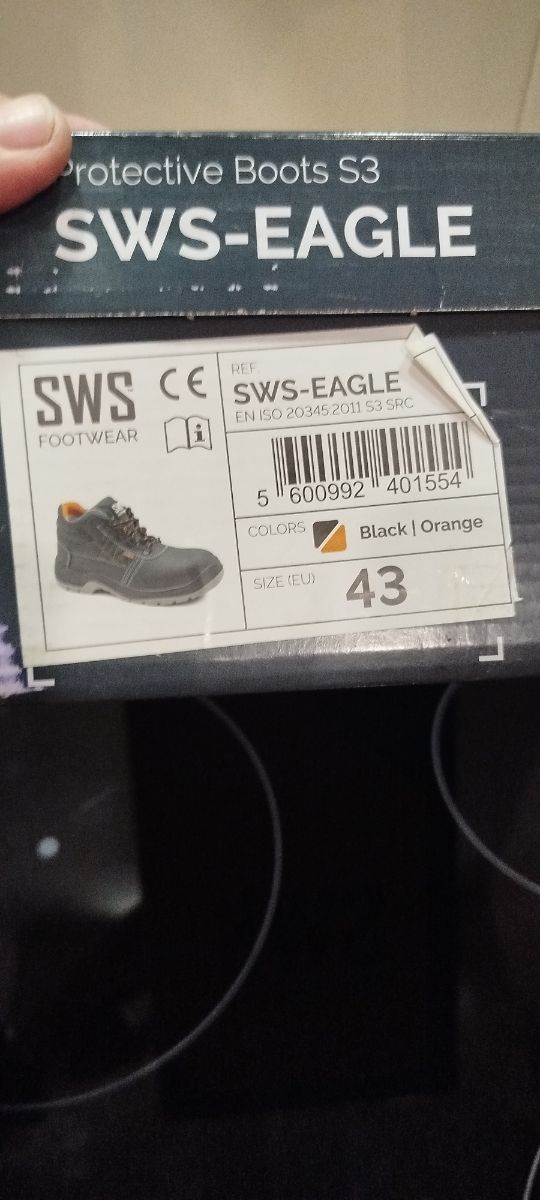 Protective Boots S3
SWS-EAGLE
SWS
FOOTWEAR
CE
i
REF.
SWS-EAGLE
EN ISO 20345:2011 S3 SRC
5 600992 401554
COLORS Black | Orange
SIZE (EU) 43